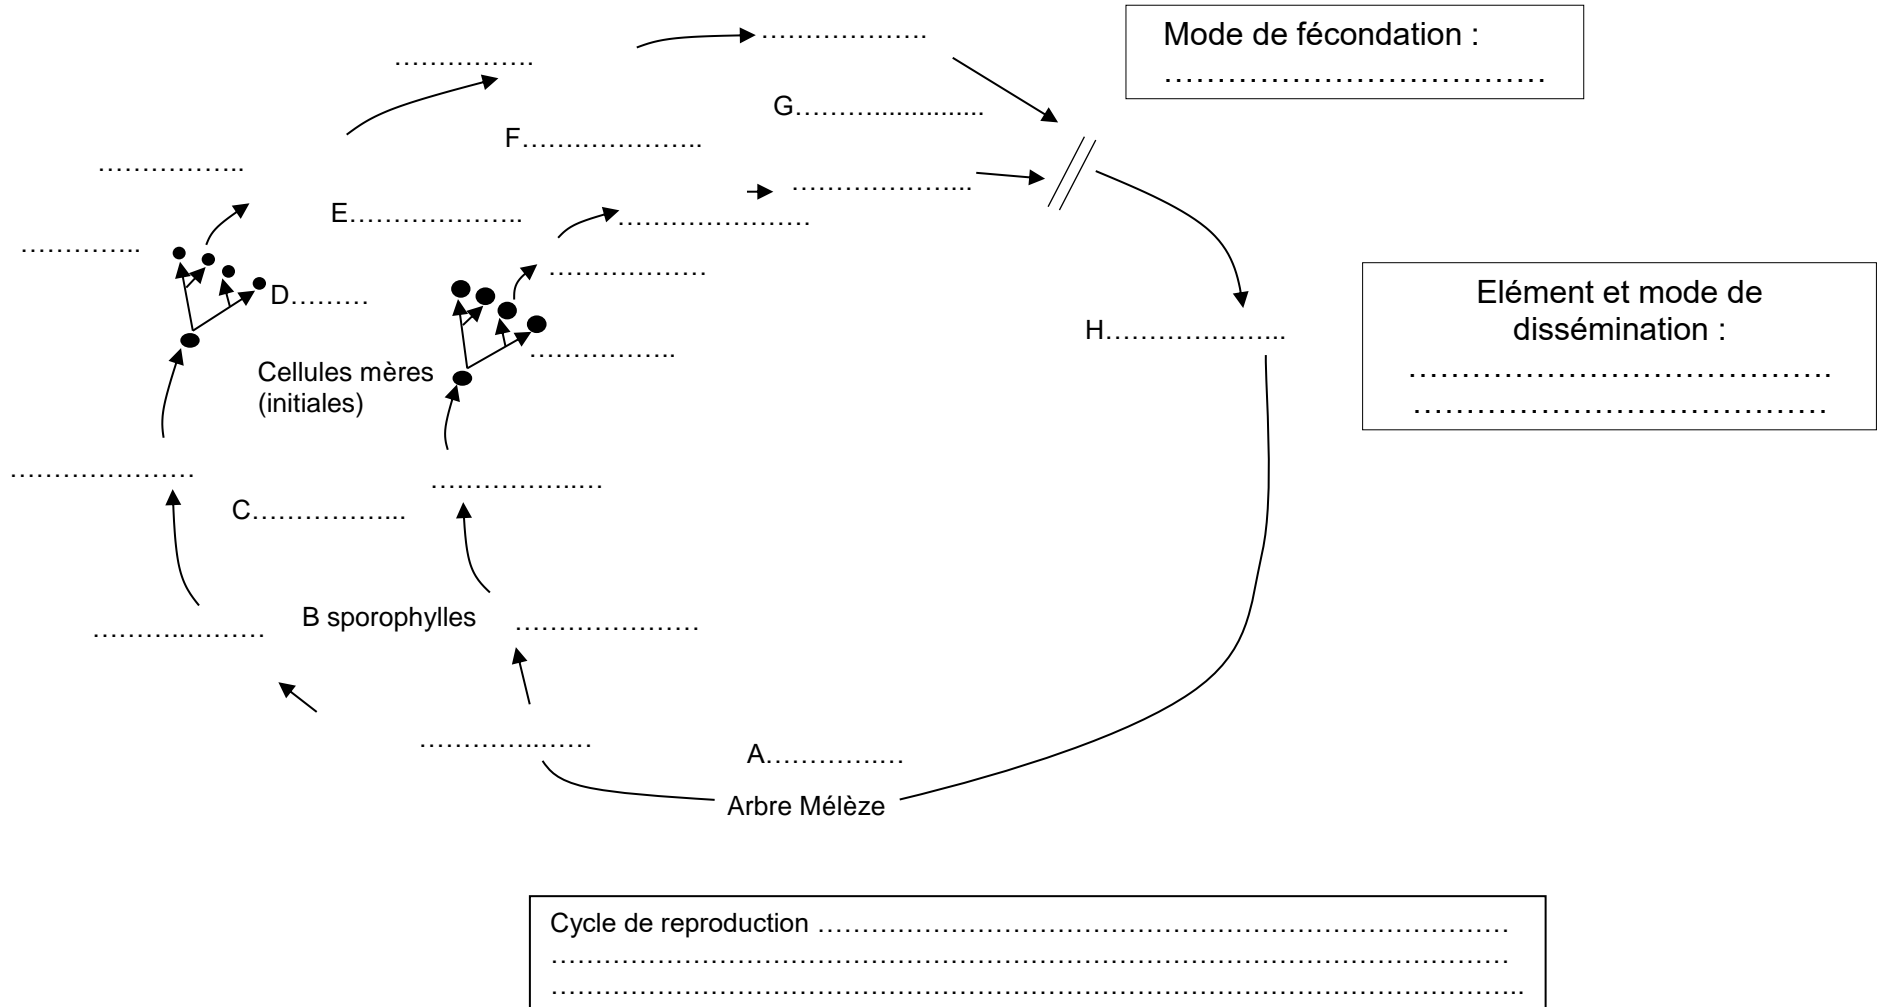 ………………. 
Mode de fécondation :
………………………………
…………….
G………..............
F…….…………..
……………..
………………...
E………………..
…………………
…………..
………………
D………
Elément et mode de
dissémination :
…………………………………
…………………………………
H………………...
……………..
Cellules mères
(initiales)
…………………
……………..…
C……………...
B sporophylles
………..………
…………………
…………..……
A…………..…
Arbre Mélèze
Cycle de reproduction ……………………………………………………………………
………………………………………………………………………………………………
………………………………………………………………………………………………..